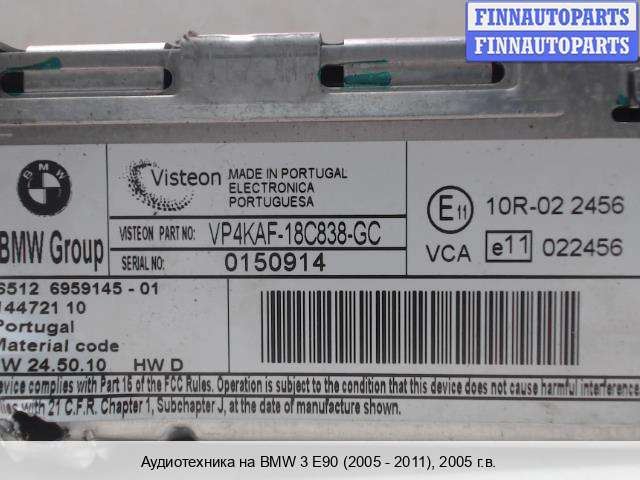 FINNAUTOPARTS
FINNAUTOPARTS
BMW
BMW Group
Visteon
MADE IN PORTUGAL
ELECTRONICA
PORTUGUESA
VISTEON PART NO: VP4KAF-18C838-GC
SERIAL NO: 0150914
E11 10R-02 2456
VCA e11 022456
6512 6959145 - 01
14472110
Portugal
Material code
24.50.10 HW D
device complies with Part 16 of the FCC Rules. Operation is subject to the condition that this device does not cause harmful interference
with 21 C.F.R. Chapter 1, Subchapter J, at the date of manufacture shown.
Аудиотехника на BMW 3 E90 (2005 - 2011), 2005 г.в.